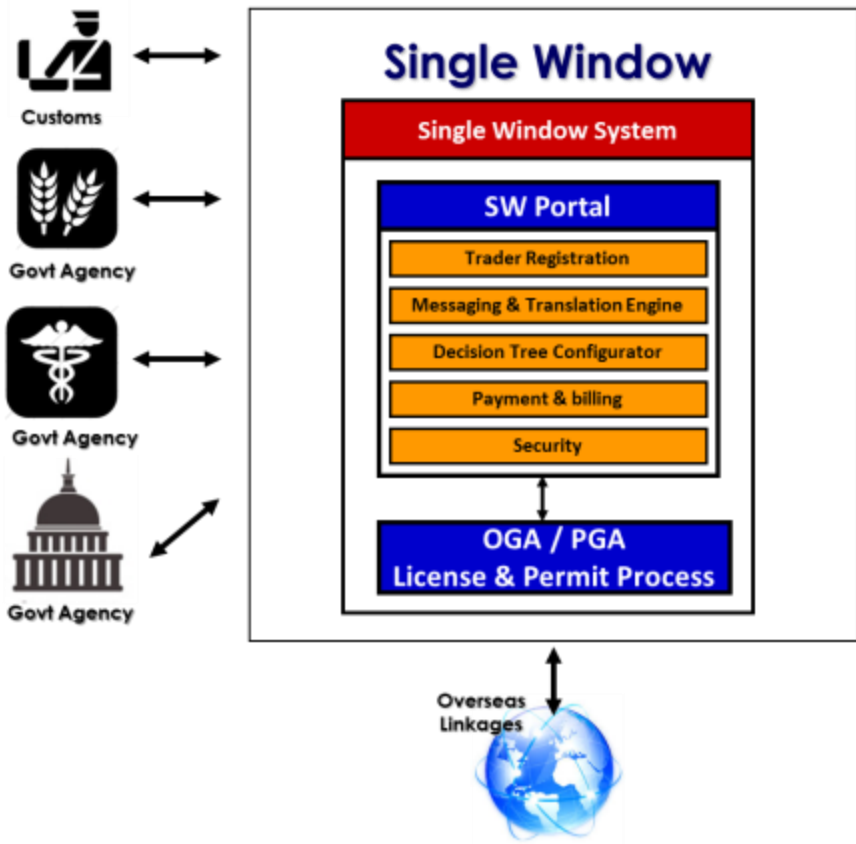 Single Window
Single Window System
SW Portal
Trader Registration
Messaging & Translation Engine
Decision Tree Configurator
Payment & billing
Security
OGA / PGA
License & Permit Process
Customs
Govt Agency
Govt Agency
Govt Agency
Overseas
Linkages